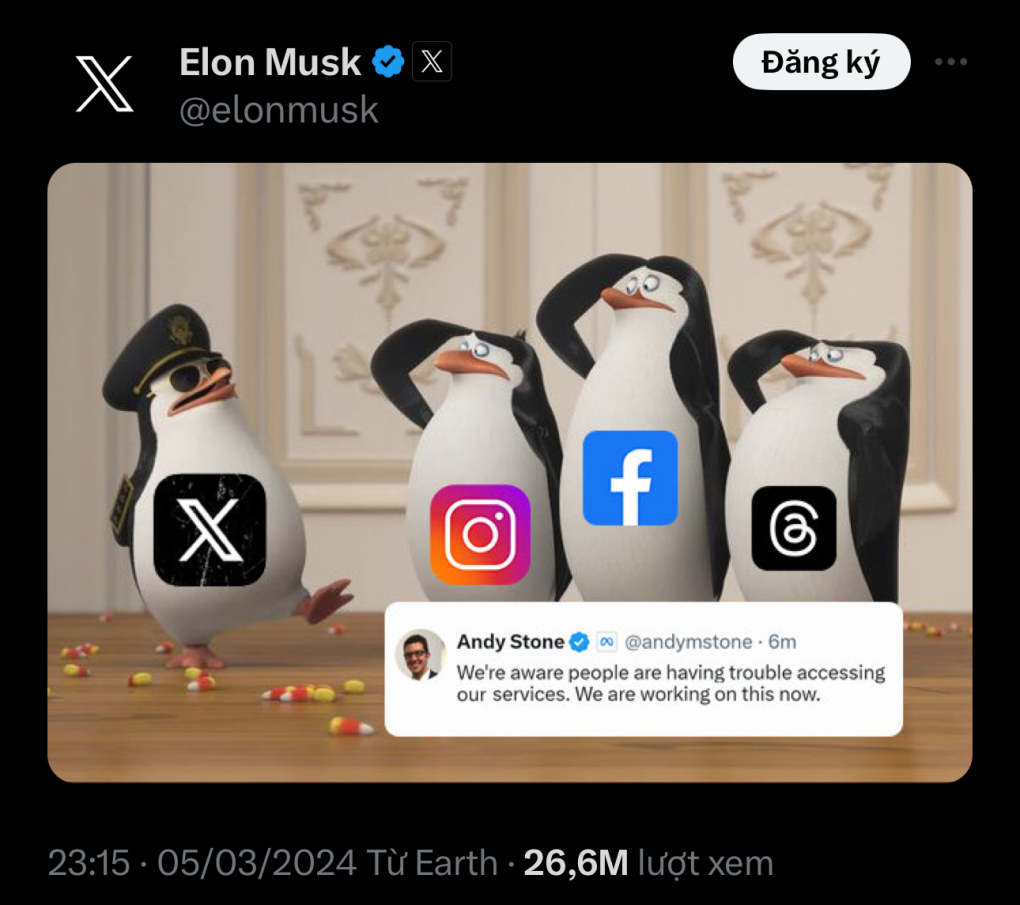 Elon Musk
Đăng ký
@elonmusk
Andy Stone @andymstone · 6m
We're aware people are having trouble accessing
our services. We are working on this now.
23:15 · 05/03/2024 Từ Earth · 26,6M lượt xem